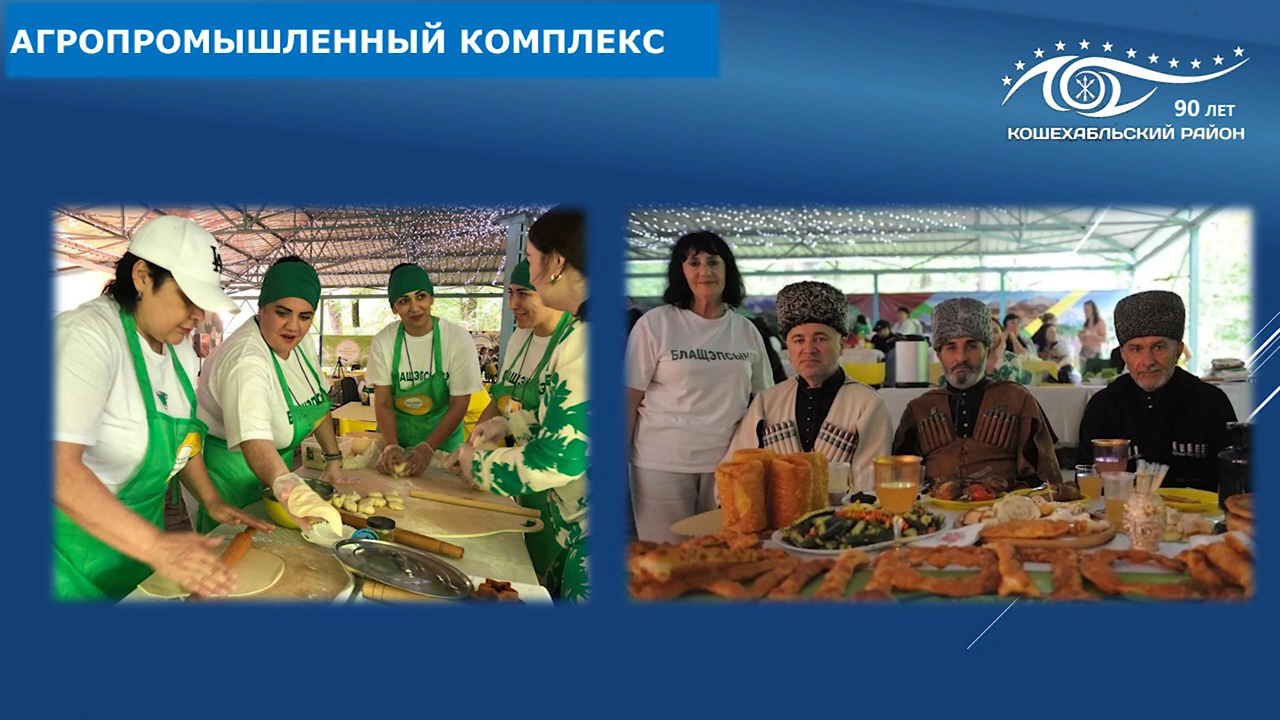 АГРОПРОМЫШЛЕННЫЙ КОМПЛЕКС
90 ЛЕТ
КОШЕХАБЛЬСКИЙ РАЙОН
БЛАЩЭПСЫН